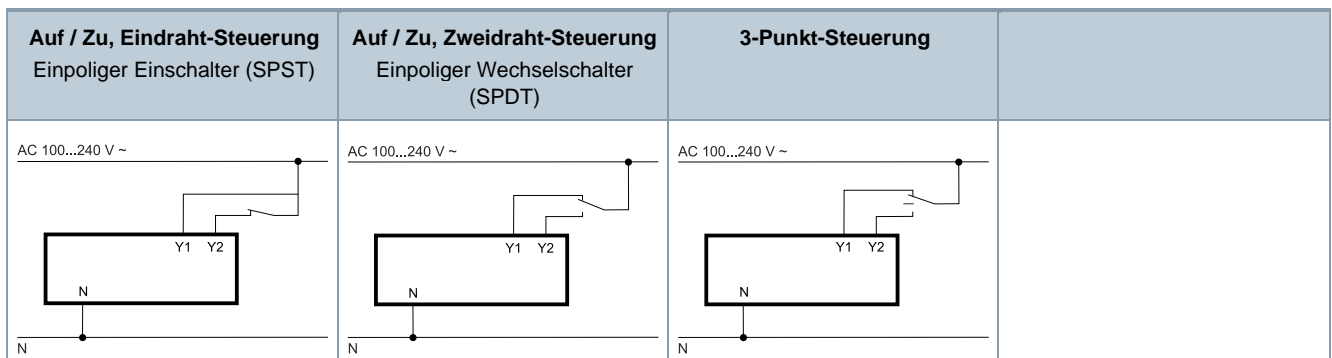 Auf / Zu, Eindraht-Steuerung
Einpoliger Einschalter (SPST)
Auf / Zu, Zweidraht-Steuerung
Einpoliger Wechselschalter
(SPDT)
3-Punkt-Steuerung
AC 100...240 V ~
Y1 Y2
N
N
AC 100...240 V ~
Y1 Y2
N
N
AC 100...240 V ~
Y1 Y2
N
N